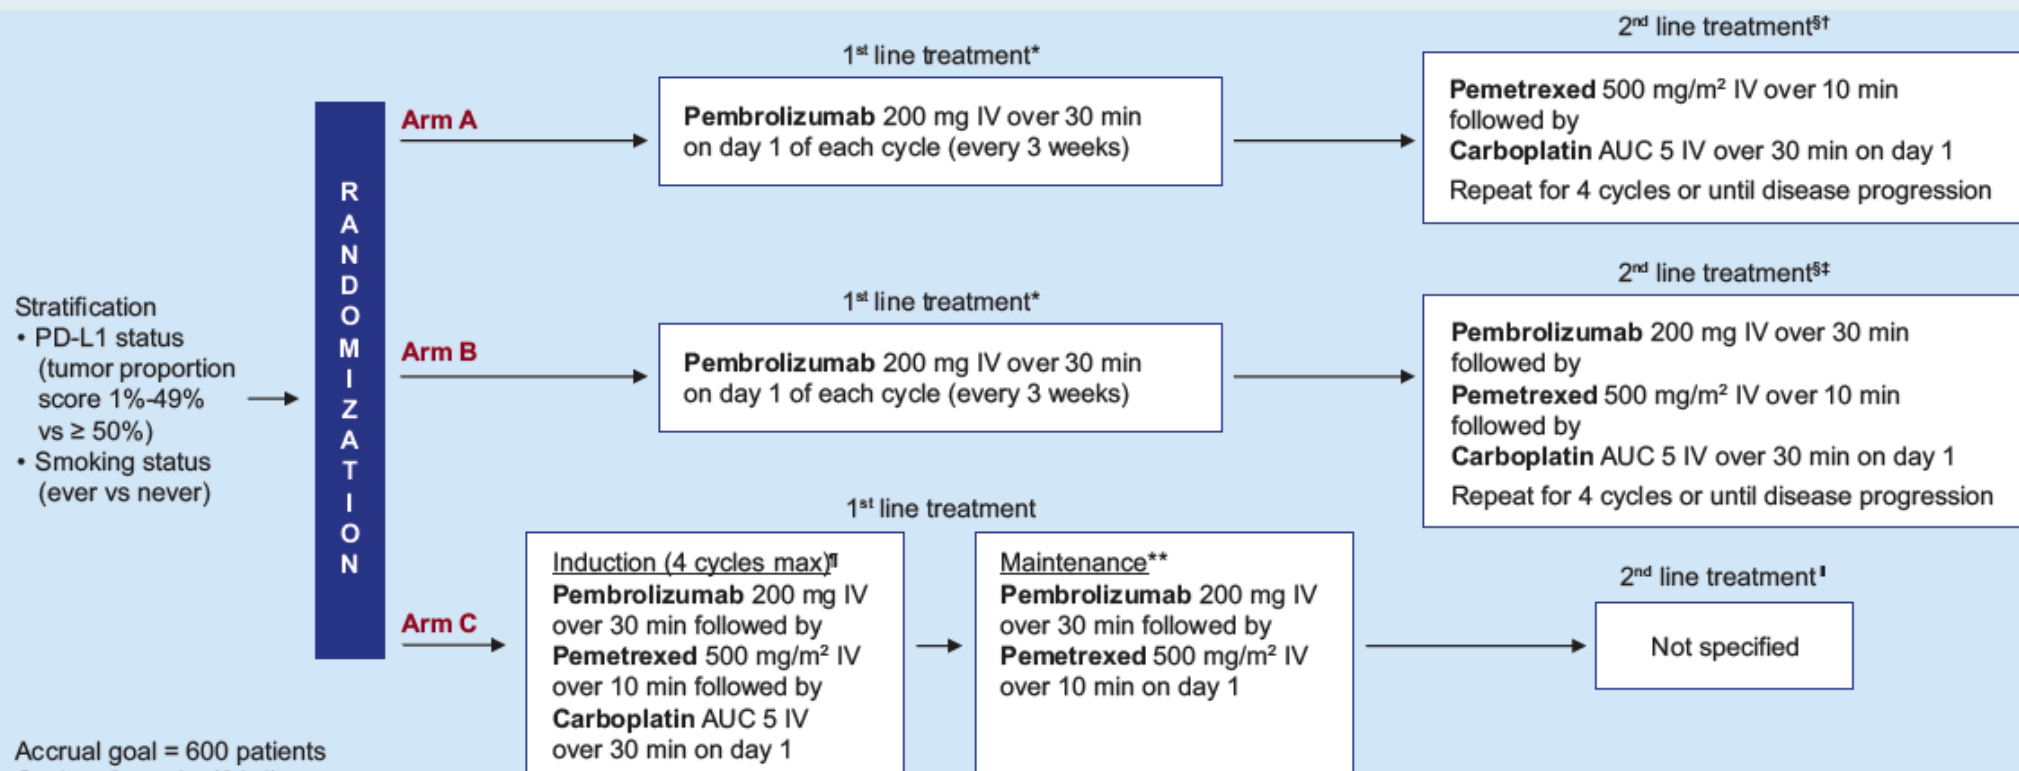 Stratification
• PD-L1 status
(tumor proportion
score 1%-49%
vs ≥ 50%)
• Smoking status
(ever vs never)
Accrual goal = 600 patients
RANDOMIZATION
Arm A
1st line treatment*
Pembrolizumab 200 mg IV over 30 min
on day 1 of each cycle (every 3 weeks)
2nd line treatment§†
Pemetrexed 500 mg/m² IV over 10 min
followed by
Carboplatin AUC 5 IV over 30 min on day 1
Repeat for 4 cycles or until disease progression
Arm B
1st line treatment*
Pembrolizumab 200 mg IV over 30 min
on day 1 of each cycle (every 3 weeks)
2nd line treatment§‡
Pembrolizumab 200 mg IV over 30 min
followed by
Pemetrexed 500 mg/m² IV over 10 min
followed by
Carboplatin AUC 5 IV over 30 min on day 1
Repeat for 4 cycles or until disease progression
Arm C
1st line treatment
Induction (4 cycles max)¶
Pembrolizumab 200 mg IV
over 30 min followed by
Pemetrexed 500 mg/m² IV
over 10 min followed by
Carboplatin AUC 5 IV
over 30 min on day 1
Maintenance**
Pembrolizumab 200 mg IV
over 30 min followed by
Pemetrexed 500 mg/m² IV
over 10 min on day 1
2nd line treatment
Not specified